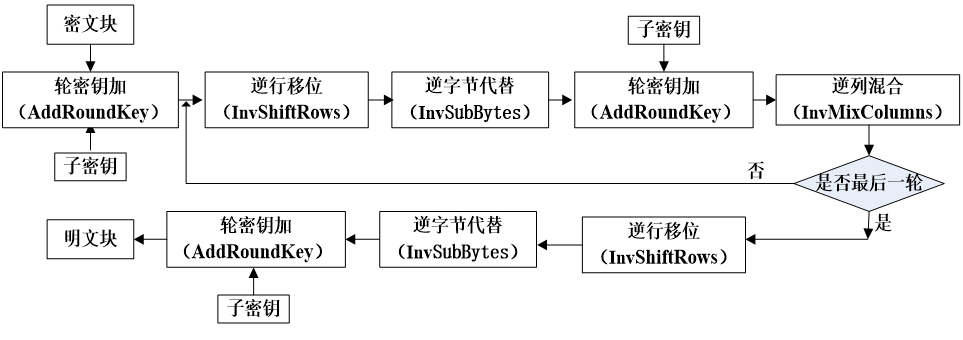 密文块
子密钥
轮密钥加
（AddRoundKey）
逆行移位
（InvShiftRows）
逆字节代替
（InvSubBytes）
轮密钥加
（AddRoundKey）
逆列混合
（InvMixColumns）
子密钥
否
是否最后一轮
是
明文块
轮密钥加
（AddRoundKey）
逆字节代替
（InvSubBytes）
逆行移位
（InvShiftRows）
子密钥